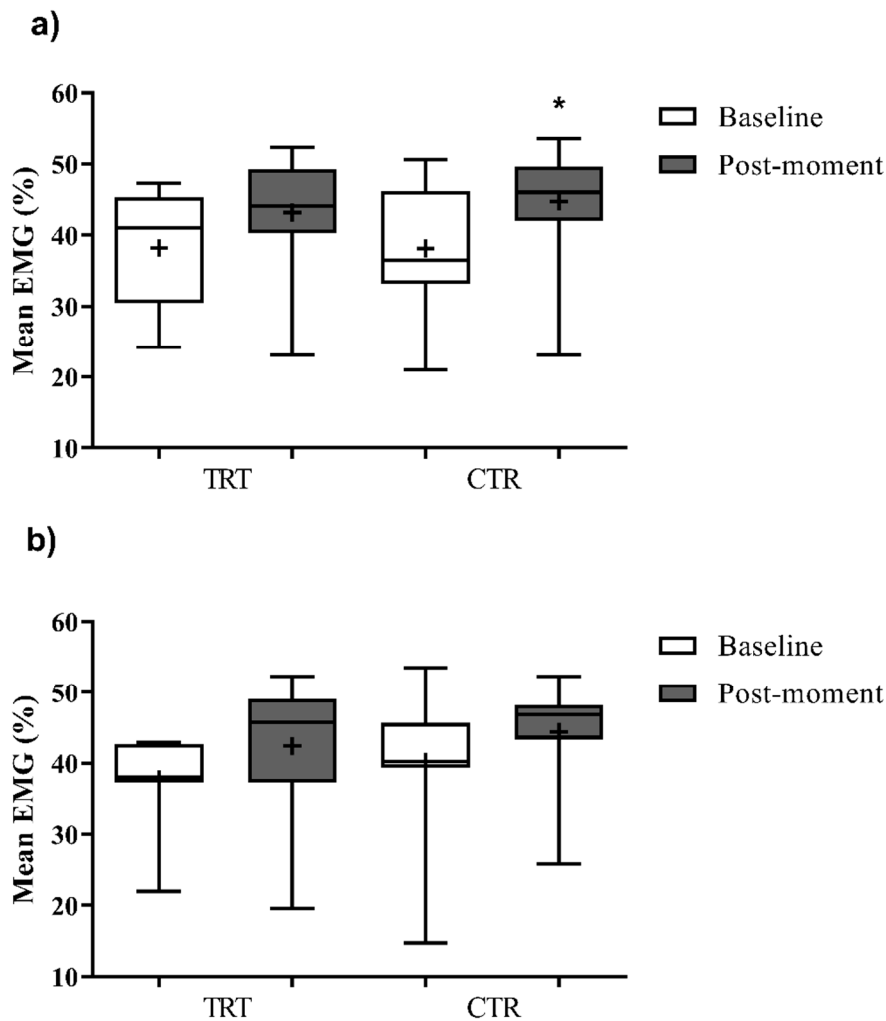 a)
Mean EMG (%)
60
50
40
30
20
10
*
Baseline
Post-moment
TRT CTR
b)
Mean EMG (%)
60
50
40
30
20
10
Baseline
Post-moment
TRT CTR